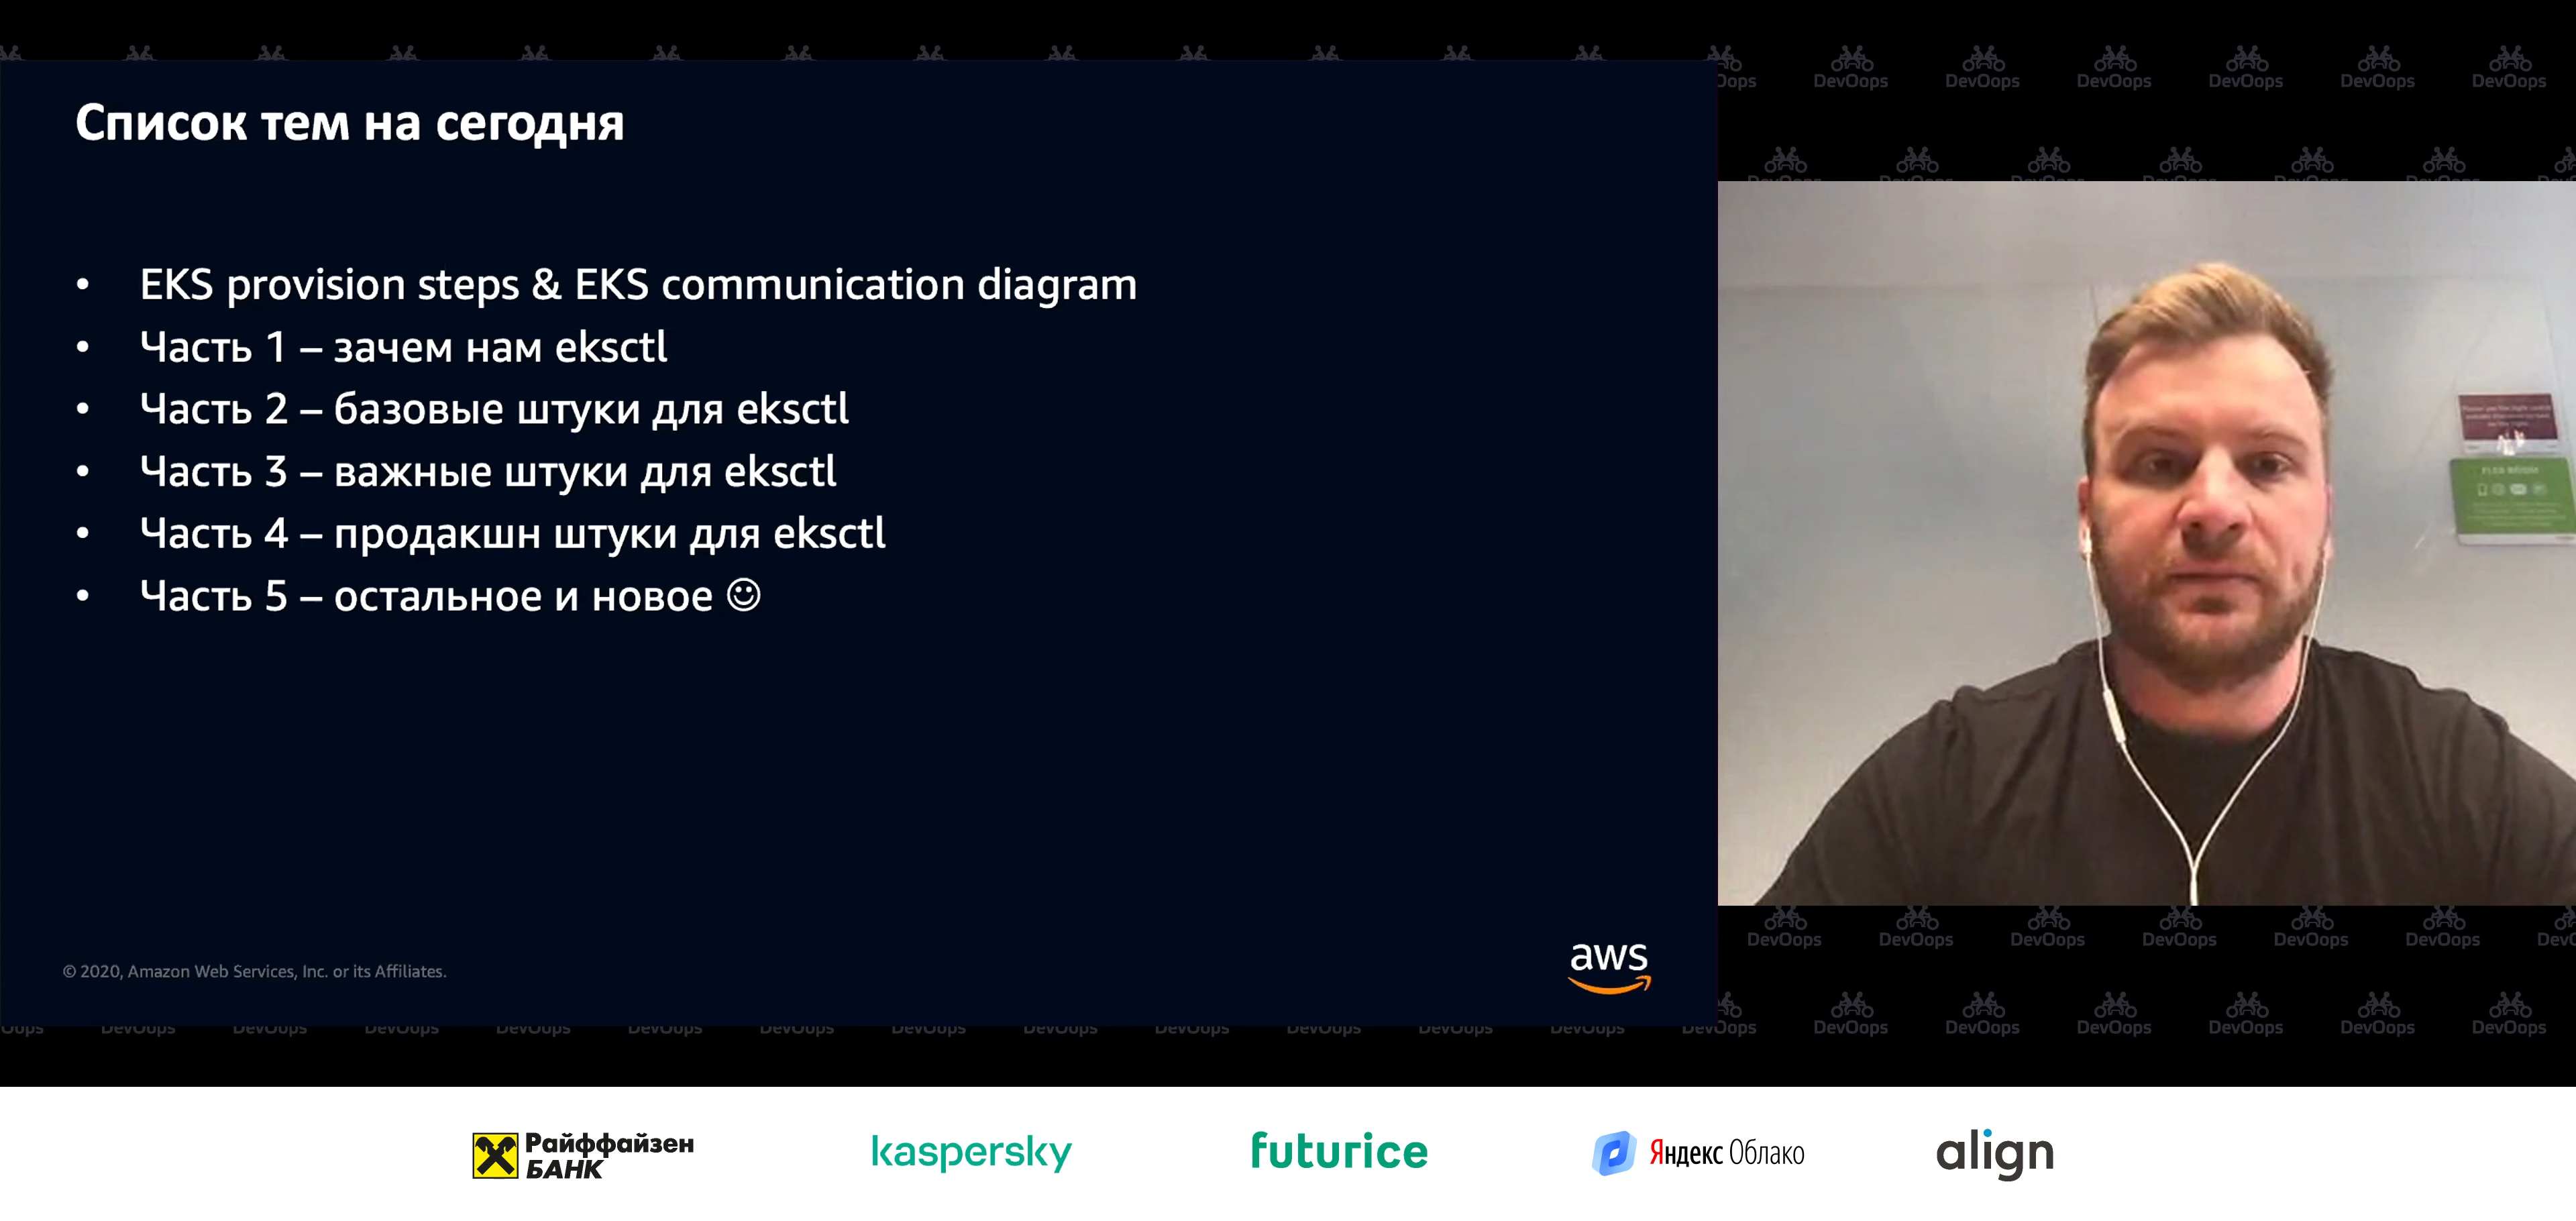 Список тем на сегодня
• EKS provision steps & EKS communication diagram
• Часть 1 – зачем нам eksctl
• Часть 2 – базовые штуки для eksctl
• Часть 3 – важные штуки для eksctl
• Часть 4 – продакшн штуки для eksctl
• Часть 5 – остальное и новое ☺
© 2020, Amazon Web Services, Inc. or its Affiliates.
aws
DevOops
Райффайзен
БАНК
kaspersky
futurice
Яндекс Облако
align